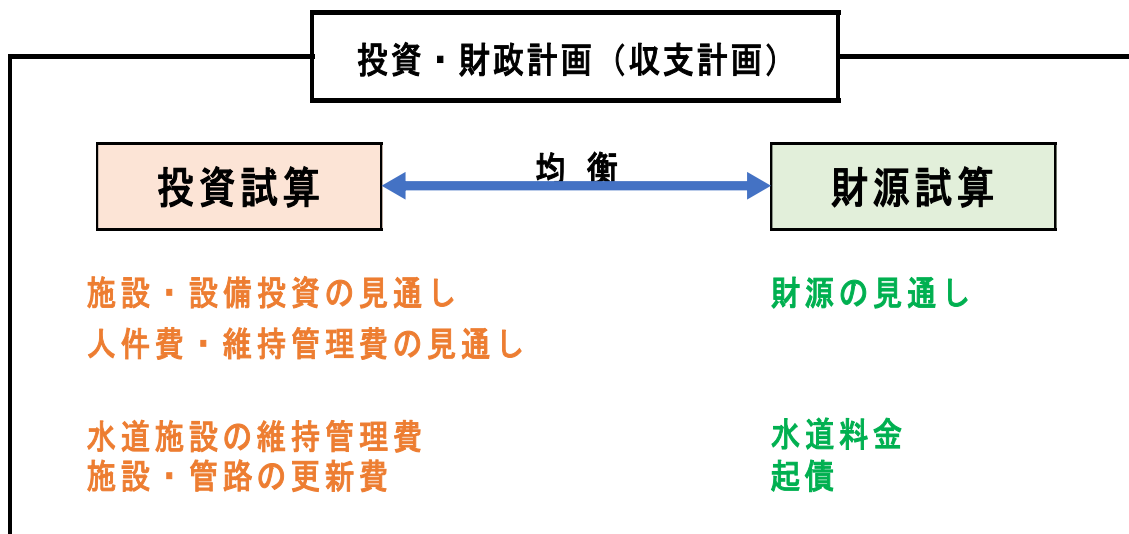 投資・財政計画（収支計画）
均 衡
投資試算
財源試算
施設・設備投資の見通し
人件費・維持管理費の見通し
財源の見通し
水道施設の維持管理費
施設・管路の更新費
水道料金
起債